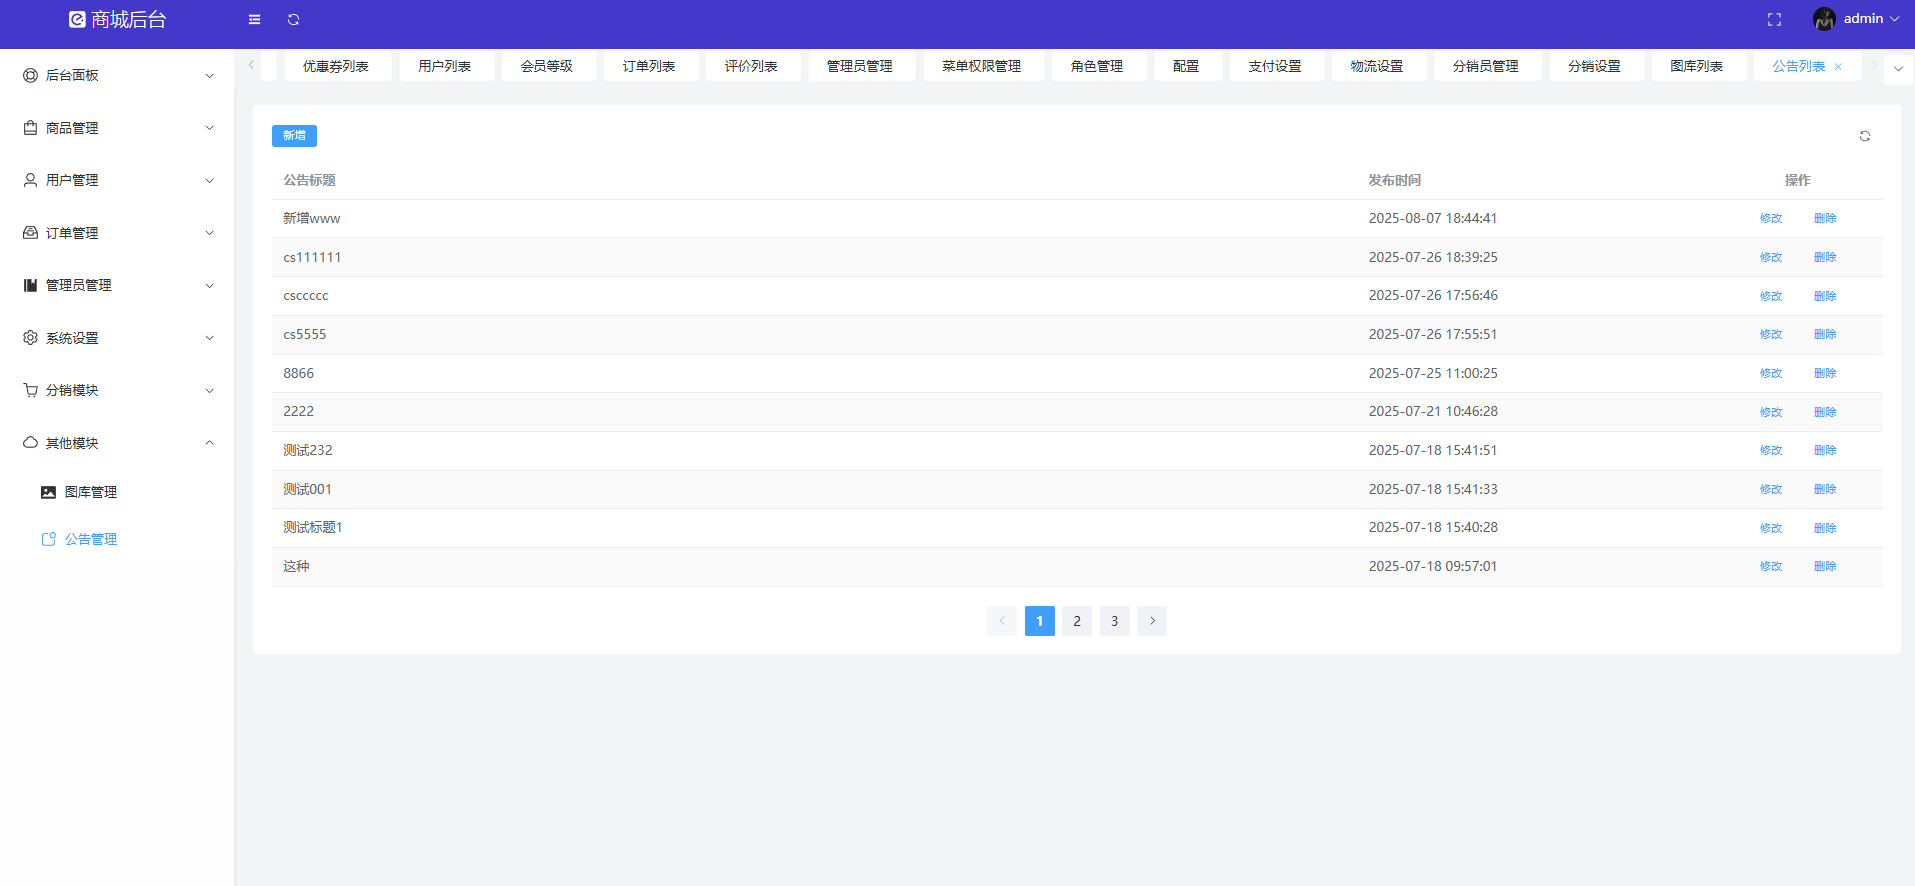 商城后台
admin
后台面板
商品管理
用户管理
订单管理
管理员管理
系统设置
分销模块
其他模块
图库管理
公告管理
优惠券列表 用户列表 会员等级 订单列表 评价列表 管理员管理 菜单权限管理 角色管理 配置 支付设置 物流设置 分销员管理 分销设置 图库列表 公告列表
新增
公告标题 发布时间 操作
新增www 2025-08-07 18:44:41 修改 删除
cs111111 2025-07-26 18:39:25 修改 删除
csccccc 2025-07-26 17:56:46 修改 删除
cs5555 2025-07-26 17:55:51 修改 删除
8866 2025-07-25 11:00:25 修改 删除
2222 2025-07-21 10:46:28 修改 删除
测试232 2025-07-18 15:41:51 修改 删除
测试001 2025-07-18 15:41:33 修改 删除
测试标题1 2025-07-18 15:40:28 修改 删除
这种 2025-07-18 09:57:01 修改 删除
1 2 3